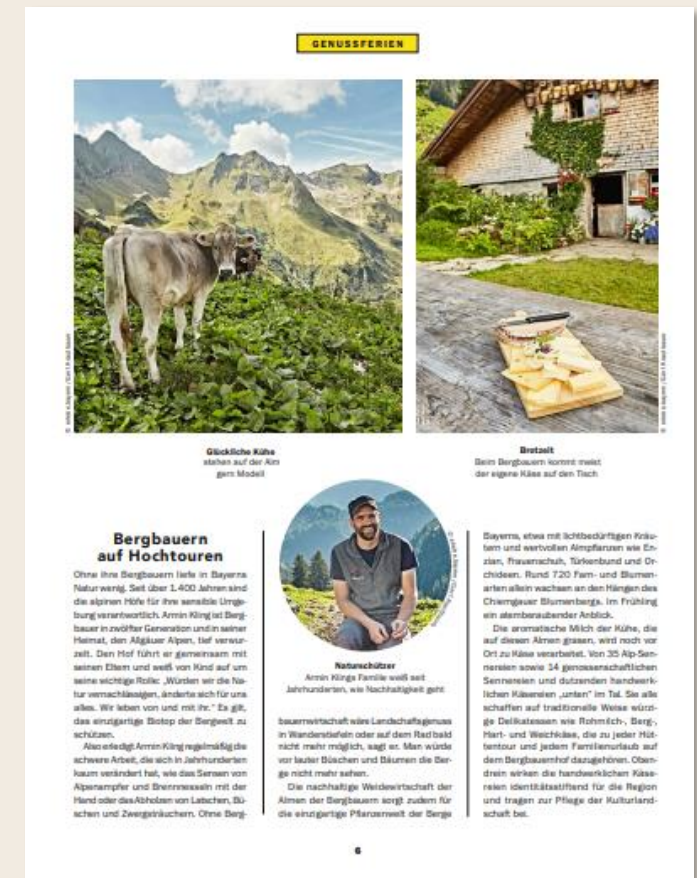 GENUSSFERIEN
Glückliche Kühe
stehen auf der Alm
gern Modell
Brotzeit
Beim Bergbauern kommt meist
der eigene Käse auf den Tisch
Bergbauern
auf Hochtouren
Ohne ihre Bergbauern liefe in Bayerns
Natur wenig. Seit über 1.400 Jahren sind
die alpinen Höfe für ihre sensible Umge-
bung verantwortlich. Armin Kling ist Berg-
bauer in zwölfter Generation und in seiner
Heimat, den Allgäuer Alpen, tief verwur-
zelt. Den Hof führt er gemeinsam mit
seinen Eltern und weiß von Kind auf um
seine wichtige Rolle: „Würden wir die Na-
tur vernachlässigen, änderte sich für uns
alles. Wir leben von und mit ihr.“ Es gilt,
das einzigartige Biotop der Bergwelt zu
schützen.
Also erledigt Armin Kling regelmäßig die
schwere Arbeit, die sich in Jahrhunderten
kaum verändert hat, wie das Sensen von
Alpenampfer und Brennnesseln mit der
Hand oder das Abholzen von Latschen, Bü-
schen und Zwergsträuchern. Ohne Berg-
Naturschützer
Armin Klings Familie weiß seit
Jahrhunderten, wie Nachhaltigkeit geht
bauernwirtschaft wäre Landschaftsgenuss
in Wanderstiefeln oder auf dem Rad bald
nicht mehr möglich, sagt er. Man würde
vor lauter Büschen und Bäumen die Ber-
ge nicht mehr sehen.
Die nachhaltige Weidewirtschaft der
Almen der Bergbauern sorgt zudem für
die einzigartige Pflanzenwelt der Berge
Bayerns, etwa mit lichtbedürftigen Kräu-
tern und wertvollen Almpflanzen wie En-
zian, Frauenschuh, Türkenbund und Or-
chideen. Rund 720 Farn- und Blumen-
arten allein wachsen an den Hängen des
Chiemgauer Blumenbergs. Im Frühling
ein atemberaubender Anblick.
Die aromatische Milch der Kühe, die
auf diesen Almen grasen, wird noch vor
Ort zu Käse verarbeitet. Von 35 Alp-Sen-
nereien sowie 14 genossenschaftlichen
Sennereien und dutzenden handwerk-
lichen Käsereien „unten“ im Tal. Sie alle
schaffen auf traditionelle Weise würzi-
ge Delikatessen wie Rohmilch-, Berg-,
Hart- und Weichkäse, die zu jeder Hüt-
tentour und jedem Familienurlaub auf
dem Bergbauernhof dazugehören. Oben-
drein wirken die handwerklichen Käse-
reien identitätsstiftend für die Region
und tragen zur Pflege der Kulturland-
schaft bei.
6